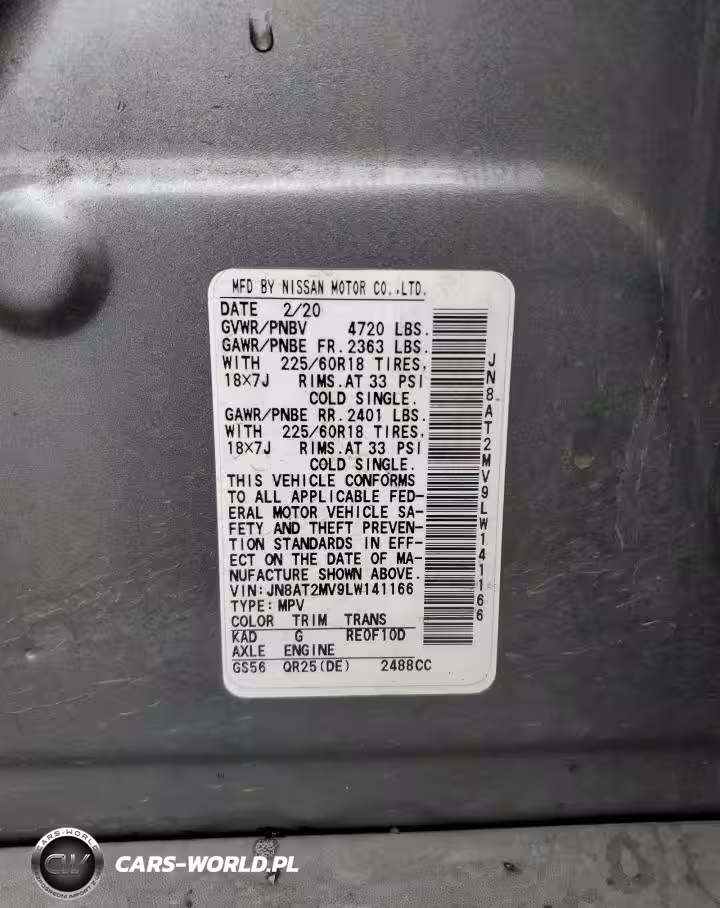 MFD BY NISSAN MOTOR CO.,LTD.
DATE 2/20
GVWR/PNBV 4720 LBS.
GAWR/PNBE FR. 2363 LBS.
WITH 225/60R18 TIRES,
18×7J RIMS. AT 33 PSI
COLD SINGLE.
GAWR/PNBE RR. 2401 LBS.
WITH 225/60R18 TIRES,
18×7J RIMS. AT 33 PSI
COLD SINGLE.
THIS VEHICLE CONFORMS
TO ALL APPLICABLE FED-
ERAL MOTOR VEHICLE SA-
FETY AND THEFT PREVEN-
TION STANDARDS IN EFF-
ECT ON THE DATE OF MA-
NUFACTURE SHOWN ABOVE.
VIN:JN8AT2MV9LW141166
TYPE:MPV
COLOR TRIM TRANS
KAD G RE0F10D
AXLE ENGINE
GS56 QR25(DE) 2488CC
JN8AT2MV9LW141166
CARS-WORLD
CW
CARS-WORLD.PL